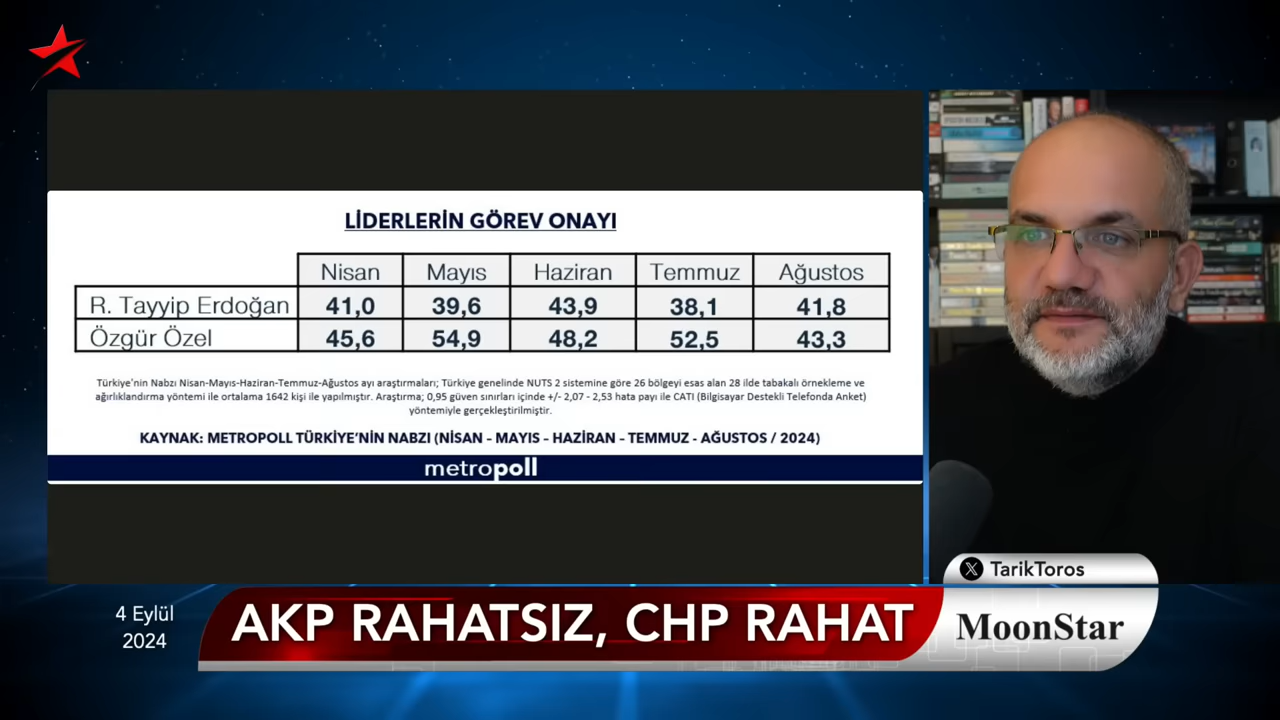 LİDERLERİN GÖREV ONAYI
Nisan Mayıs Haziran Temmuz Ağustos
R. Tayyip Erdoğan 41,0 39,6 43,9 38,1 41,8
Özgür Özel 45,6 54,9 48,2 52,5 43,3
Türkiye'nin Nabzı Nisan-Mayıs-Haziran-Temmuz-Ağustos ayı araştırmaları; Türkiye genelinde NUTS 2 sistemine göre 26 bölgeyi esas alan 28 ilde tabakalı örnekleme ve
ağırlıklandırma yöntemi ile ortalama 1642 kişi ile yapılmıştır. Araştırma; 0,95 güven sınırları içinde +/- 2,07 - 2,53 hata payı ile CATI (Bilgisayar Destekli Telefonda Anket)
yöntemiyle gerçekleştirilmiştir.
KAYNAK: METROPOLL TÜRKİYE'NİN NABZI (NİSAN - MAYIS - HAZİRAN - TEMMUZ - AĞUSTOS / 2024)
metropoll
TarikToros
4 Eylül
2024
AKP RAHATSIZ, CHP RAHAT
MoonStar